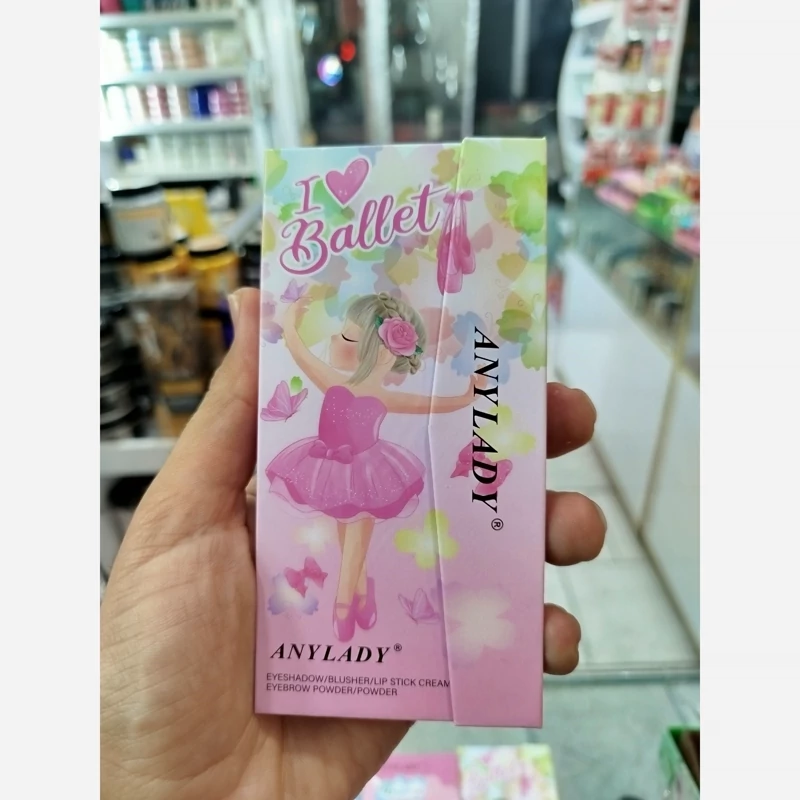 I
Ballet
ANYLADY®
ANYLADY®
EYESHADOW/BLUSHER/LIP STICK CREAM
EYEBROW POWDER/POWDER